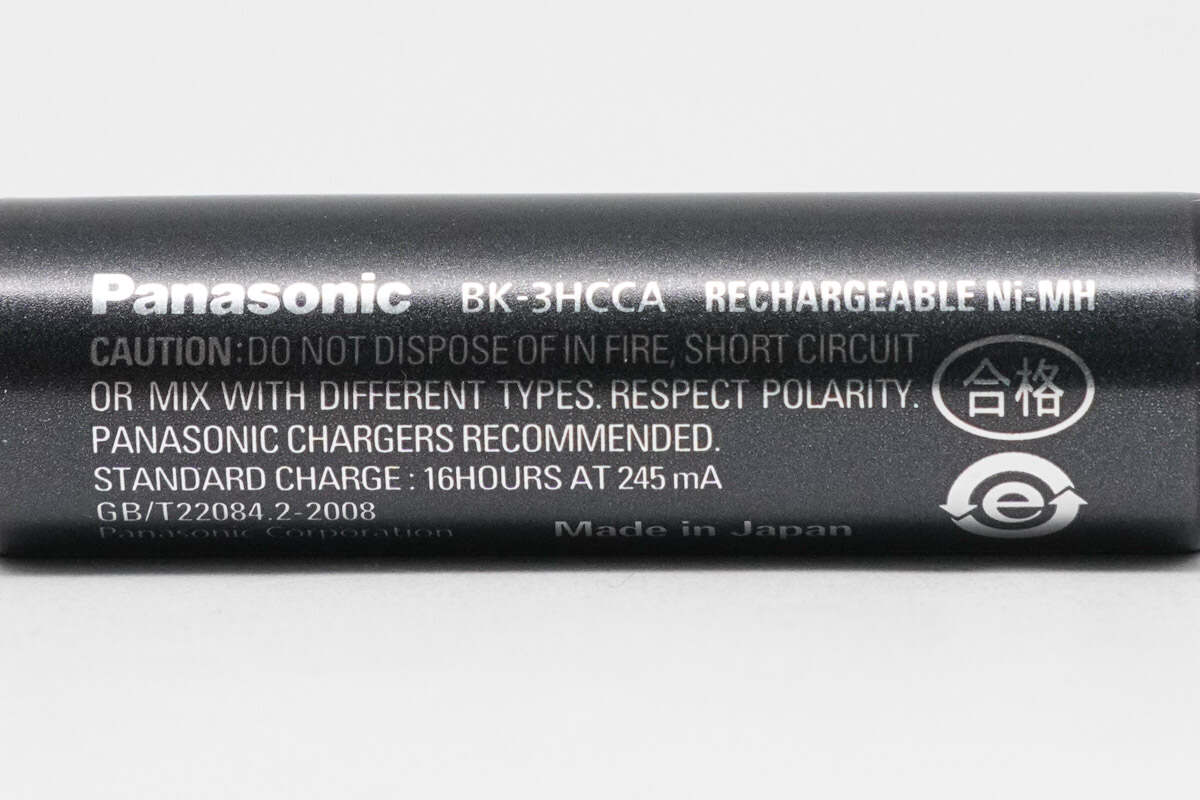 Panasonic BK-3HCCA RECHARGEABLE Ni-MH
CAUTION: DO NOT DISPOSE OF IN FIRE, SHORT CIRCUIT
OR MIX WITH DIFFERENT TYPES. RESPECT POLARITY.
合格
PANASONIC CHARGERS RECOMMENDED.
STANDARD CHARGE : 16HOURS AT 245 mA
e
GB/T22084.2-2008
Panasonic Corporation Made in Japan